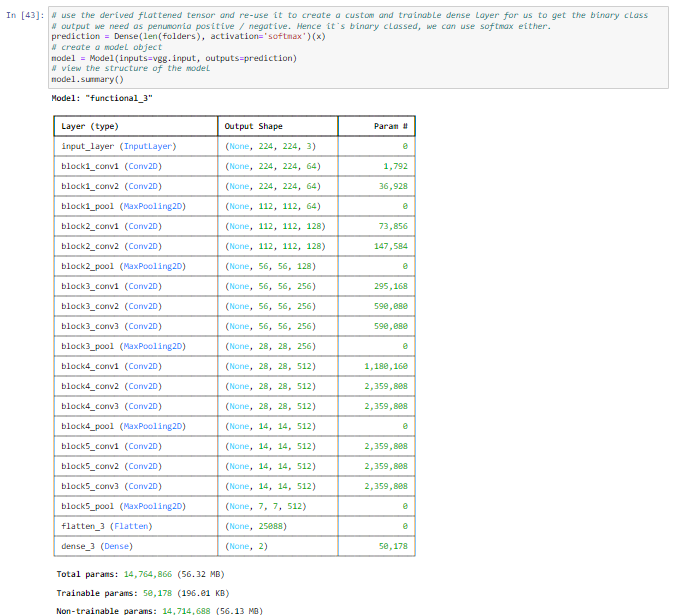 In [43]: # use the derived flattened tensor and re-use it to create a custom and trainable dense layer for us to get the binary class
# output we need as penumonia positive / negative. Hence it`s binary classed, we can use softmax either.
prediction = Dense(len(folders), activation='softmax')(x)
# create a model object
model = Model(inputs=vgg.input, outputs=prediction)
# view the structure of the model
model.summary()
Model: "functional_3"
Layer (type) Output Shape Param #
input_layer (InputLayer) (None, 224, 224, 3) 0
block1_conv1 (Conv2D) (None, 224, 224, 64) 1,792
block1_conv2 (Conv2D) (None, 224, 224, 64) 36,928
block1_pool (MaxPooling2D) (None, 112, 112, 64) 0
block2_conv1 (Conv2D) (None, 112, 112, 128) 73,856
block2_conv2 (Conv2D) (None, 112, 112, 128) 147,584
block2_pool (MaxPooling2D) (None, 56, 56, 128) 0
block3_conv1 (Conv2D) (None, 56, 56, 256) 295,168
block3_conv2 (Conv2D) (None, 56, 56, 256) 590,080
block3_conv3 (Conv2D) (None, 56, 56, 256) 590,080
block3_pool (MaxPooling2D) (None, 28, 28, 256) 0
block4_conv1 (Conv2D) (None, 28, 28, 512) 1,180,160
block4_conv2 (Conv2D) (None, 28, 28, 512) 2,359,808
block4_conv3 (Conv2D) (None, 28, 28, 512) 2,359,808
block4_pool (MaxPooling2D) (None, 14, 14, 512) 0
block5_conv1 (Conv2D) (None, 14, 14, 512) 2,359,808
block5_conv2 (Conv2D) (None, 14, 14, 512) 2,359,808
block5_conv3 (Conv2D) (None, 14, 14, 512) 2,359,808
block5_pool (MaxPooling2D) (None, 7, 7, 512) 0
flatten_3 (Flatten) (None, 25088) 0
dense_3 (Dense) (None, 2) 50,178
Total params: 14,764,866 (56.32 MB)
Trainable params: 50,178 (196.01 KB)
Non-trainable params: 14,714,688 (56.13 MB)